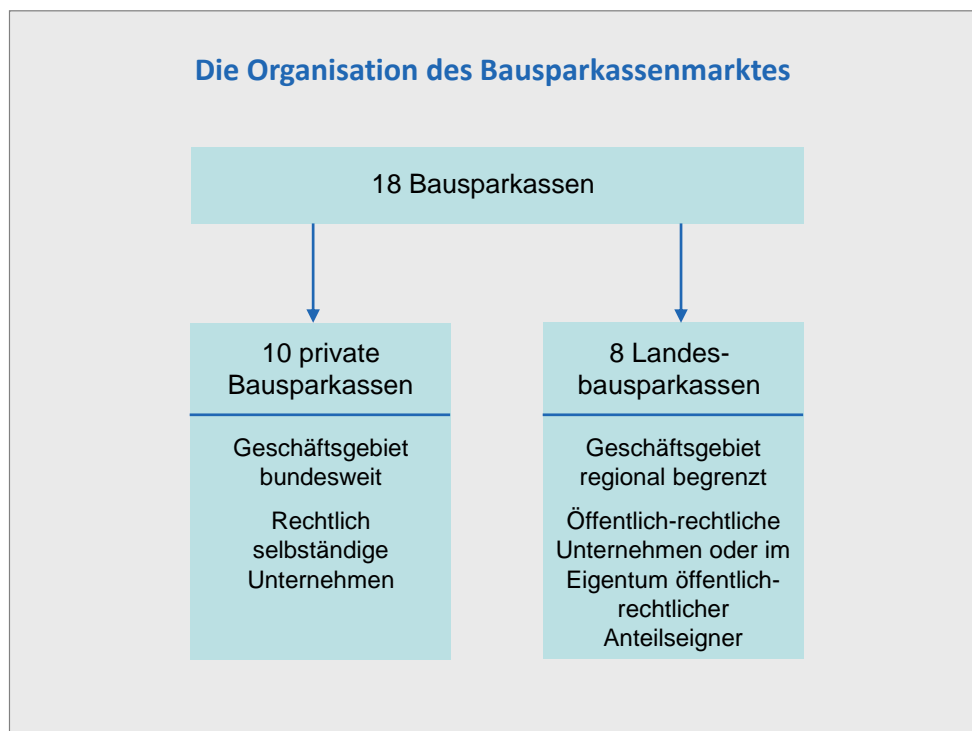 Die Organisation des Bausparkassenmarktes
18 Bausparkassen
10 private
Bausparkassen
Geschäftsgebiet
bundesweit
Rechtlich
selbständige
Unternehmen
8 Landes-
bausparkassen
Geschäftsgebiet
regional begrenzt
Öffentlich-rechtliche
Unternehmen oder im
Eigentum öffentlich-
rechtlicher
Anteilseigner